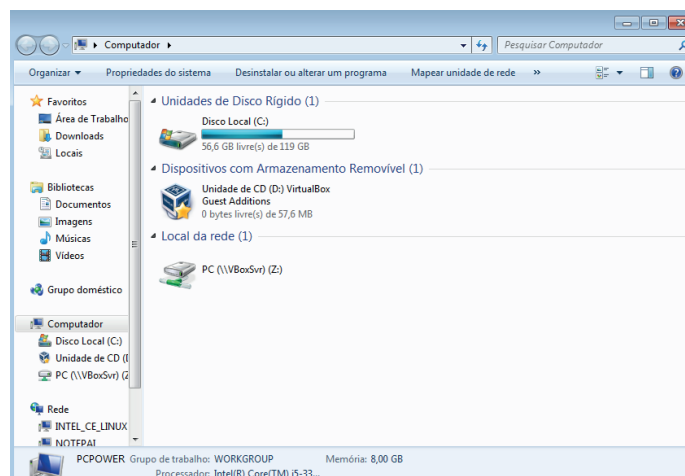 Computador
Pesquisar Computador
Organizar Propriedades do sistema Desinstalar ou alterar um programa Mapear unidade de rede »
Favoritos
Área de Trabalho
Downloads
Locais
Bibliotecas
Documentos
Imagens
Músicas
Vídeos
Grupo doméstico
Computador
Disco Local (C:)
Unidade de CD (
PC (\\VBoxSvr) (Z
Rede
INTEL_CE_LINUX
NOTEPAI
Unidades de Disco Rígido (1)
Disco Local (C:)
56,6 GB livre(s) de 119 GB
Dispositivos com Armazenamento Removível (1)
Unidade de CD (D:) VirtualBox
Guest Additions
0 bytes livre(s) de 57,6 MB
Local da rede (1)
PC (\\VBoxSvr) (Z:)
PCPOWER Grupo de trabalho: WORKGROUP Memória: 8,00 GB
Processador: Intel(R) Core(TM) i5-33...